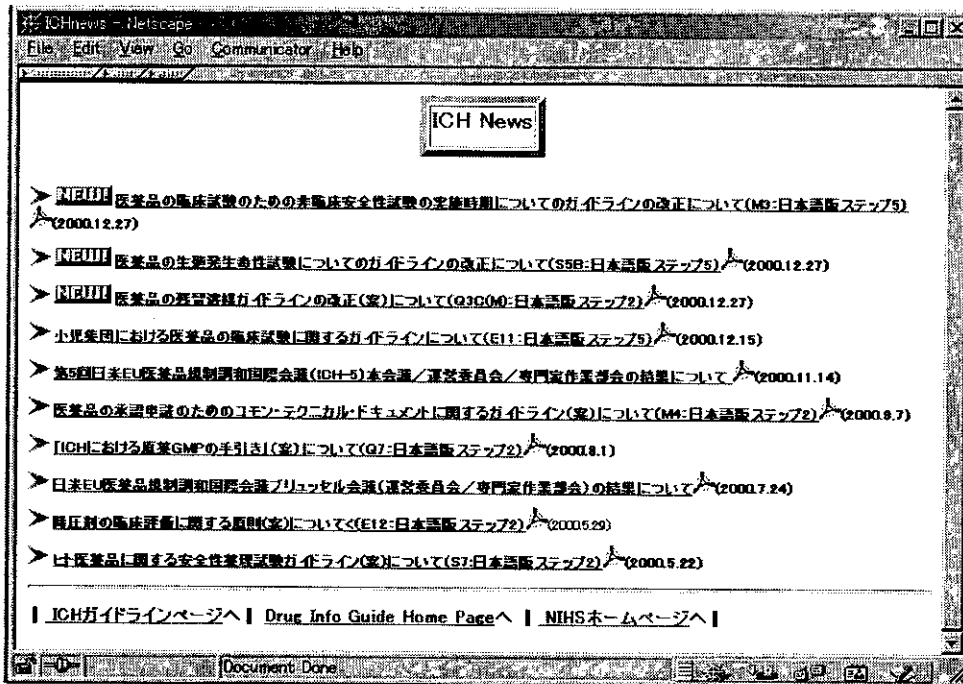 ICHnews - Netscape
File Edit View Go Communicator Help
ICH News
NEW!! 医薬品の臨床試験のための非臨床安全性試験の実施時期についてのガイドラインの改正について(M3:日本語版ステップ5)
(2000.12.27)
NEW!! 医薬品の生殖発生毒性試験についてのガイドラインの改正について(S5B:日本語版 ステップ5) (2000.12.27)
NEW!! 医薬品の残留溶媒ガイドラインの改正(案)について(Q3C(M):日本語版 ステップ2) (2000.12.27)
小児集団における医薬品の臨床試験に関するガイドラインについて(E11:日本語版 ステップ5) (2000.12.15)
第5回日米EU医薬品規制調和国際会議(ICH-5)本会議/運営委員会/専門家作業部会の結果について (2000.11.14)
医薬品の承認申請のためのコモン・テクニカル・ドキュメントに関するガイドライン(案)について(M4:日本語版 ステップ2) (2000.8.7)
「ICHにおける原薬GMPの手引き」(案)について(Q7:日本語版 ステップ2) (2000.8.1)
日米EU医薬品規制調和国際会議ブリュッセル会議(運営委員会/専門家作業部会)の結果について (2000.7.24)
降圧剤の臨床評価に関する原則(案)について<(E12:日本語版 ステップ2) (2000.5.29)
ヒト医薬品に関する安全性薬理試験ガイドライン(案)について(S7:日本語版 ステップ2) (2000.5.22)
| ICHガイドラインページへ | Drug Info Guide Home Pageへ | NIHSホームページへ |
Document Done